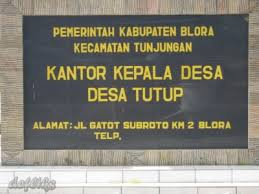 PEMERINTAH KABUPATEN BLORA
KECAMATAN TUNJUNGAN
KANTOR KEPALA DESA
DESA TUTUP
ALAMAT: JL GATOT SUBROTO KM 2 BLORA
TELP.